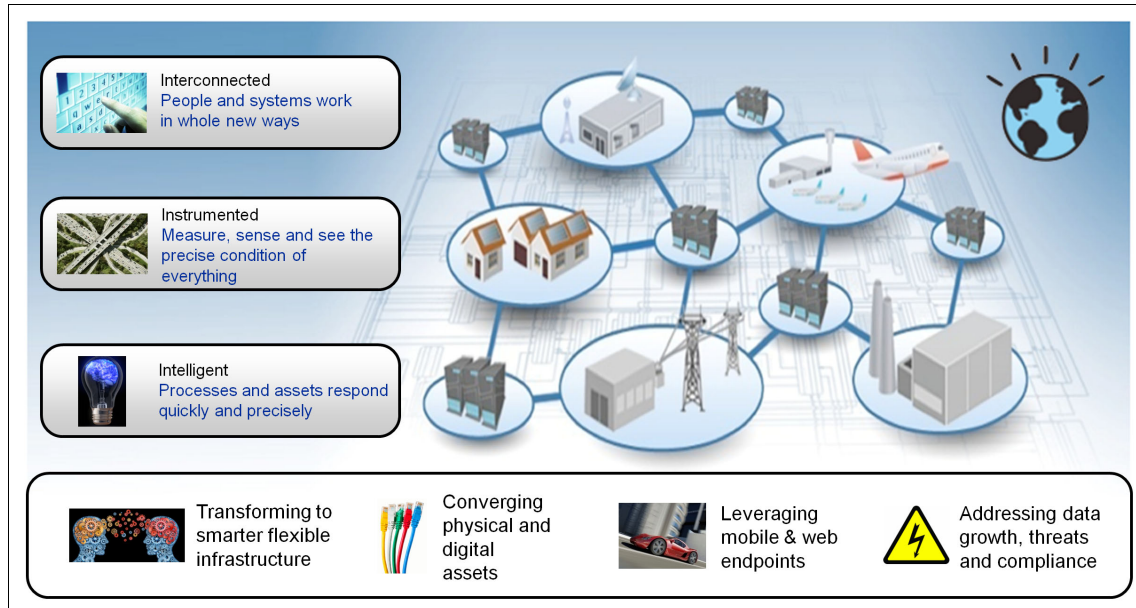 Interconnected
People and systems work
in whole new ways
Instrumented
Measure, sense and see the
precise condition of
everything
Intelligent
Processes and assets respond
quickly and precisely
Transforming to
smarter flexible
infrastructure
Converging
physical and
digital
assets
Leveraging
mobile & web
endpoints
Addressing data
growth, threats
and compliance